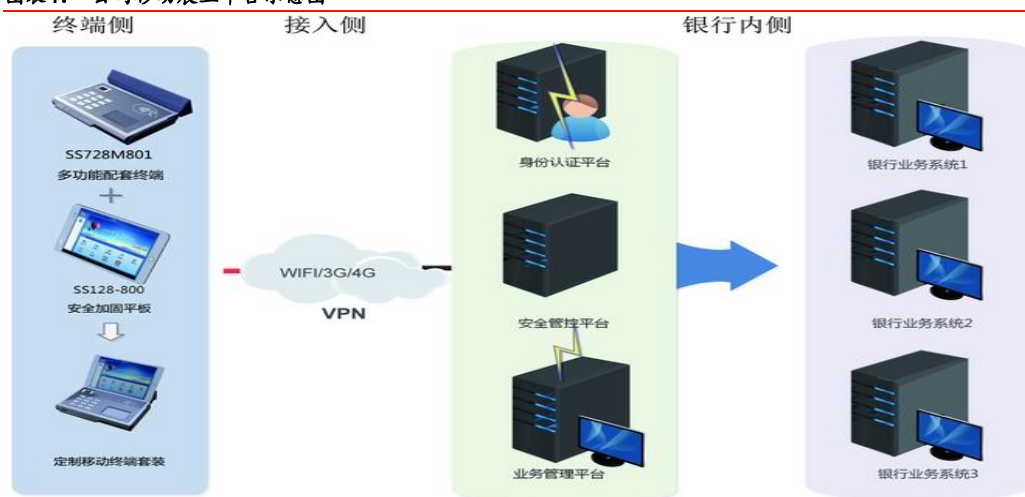 终端侧
接入侧
银行内侧
SS728M801
多功能配套终端
+
SS128-800
安全加固平板
定制移动终端套装
WIFI/3G/4G
VPN
身份认证平台
安全管控平台
业务管理平台
银行业务系统1
银行业务系统2
银行业务系统3